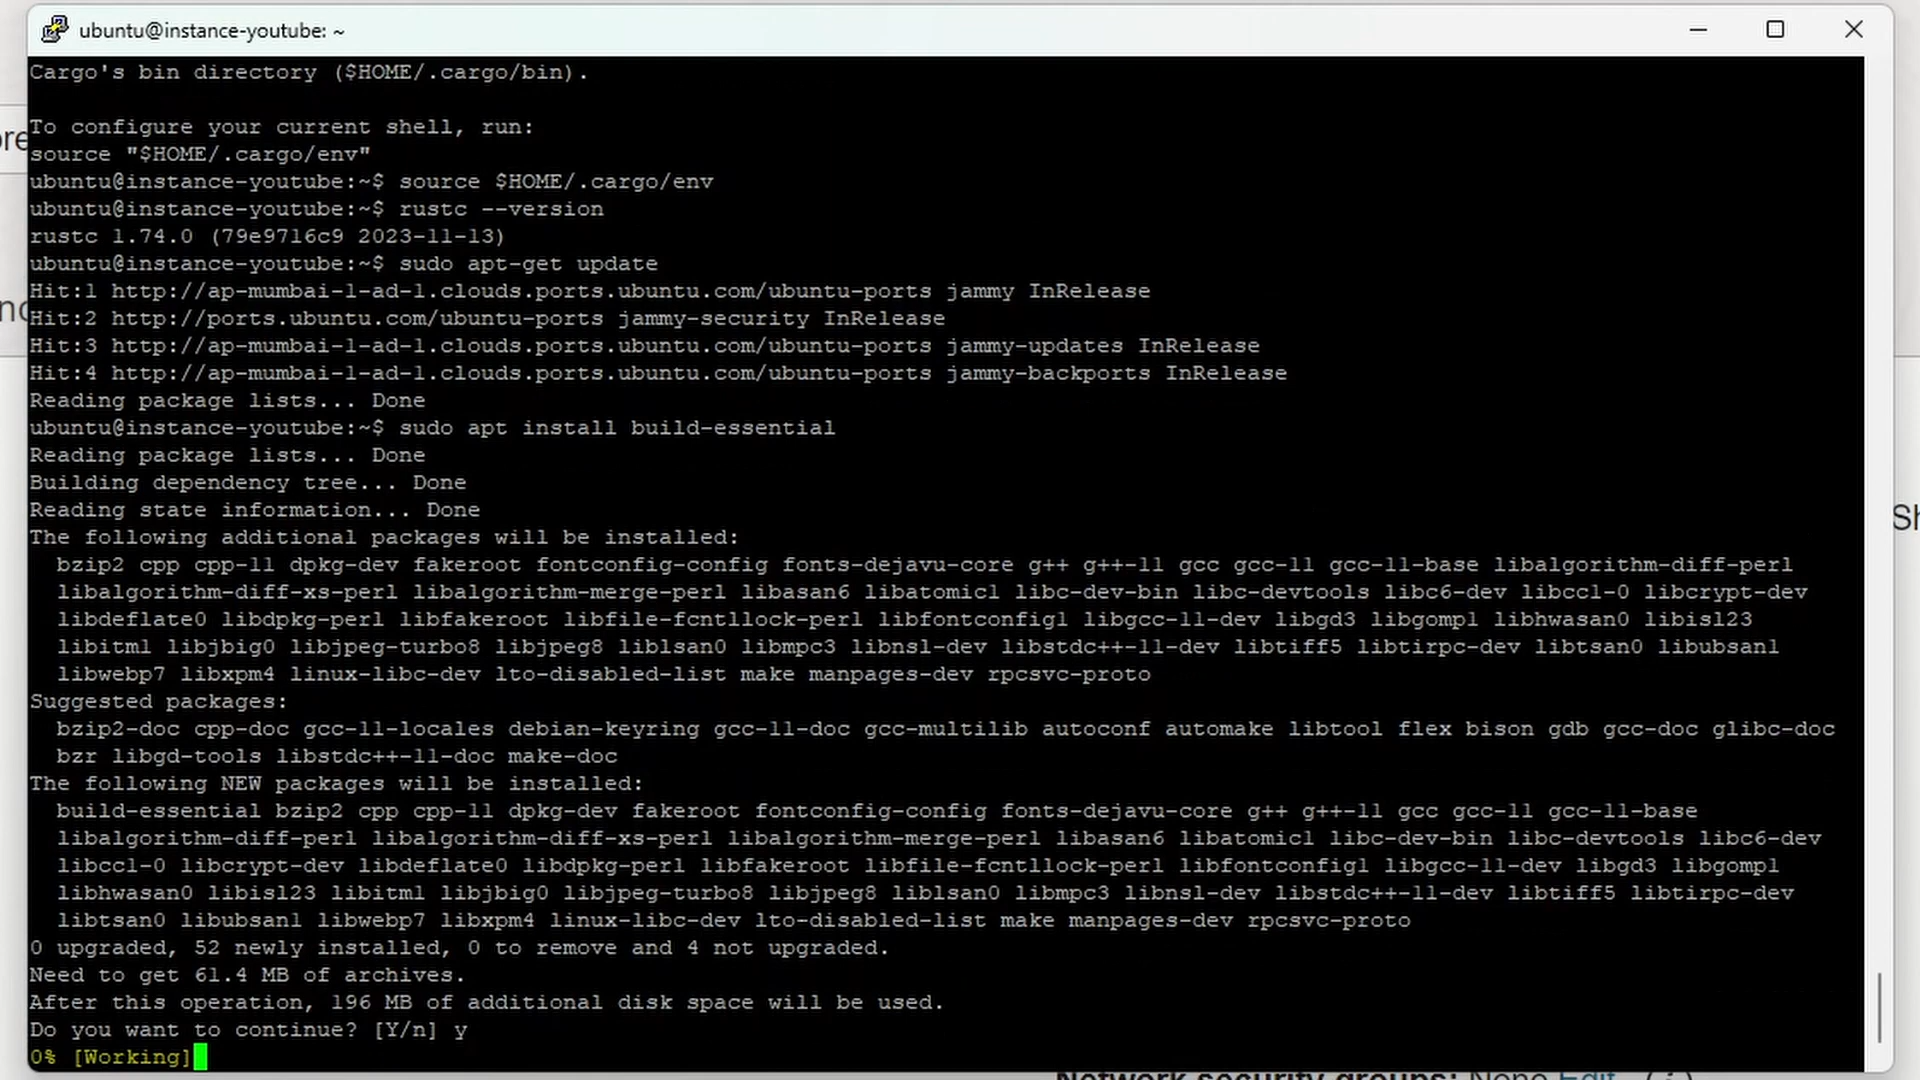 ubuntu@instance-youtube: ~
Cargo's bin directory ($HOME/.cargo/bin).
To configure your current shell, run:
source "$HOME/.cargo/env"
ubuntu@instance-youtube:~$ source $HOME/.cargo/env
ubuntu@instance-youtube:~$ rustc --version
rustc 1.74.0 (79e9716c9 2023-11-13)
ubuntu@instance-youtube:~$ sudo apt-get update
Hit:1 http://ap-mumbai-1-ad-1.clouds.ports.ubuntu.com/ubuntu-ports jammy InRelease
Hit:2 http://ports.ubuntu.com/ubuntu-ports jammy-security InRelease
Hit:3 http://ap-mumbai-1-ad-1.clouds.ports.ubuntu.com/ubuntu-ports jammy-updates InRelease
Hit:4 http://ap-mumbai-1-ad-1.clouds.ports.ubuntu.com/ubuntu-ports jammy-backports InRelease
Reading package lists... Done
ubuntu@instance-youtube:~$ sudo apt install build-essential
Reading package lists... Done
Building dependency tree... Done
Reading state information... Done
The following additional packages will be installed:
bzip2 cpp cpp-11 dpkg-dev fakeroot fontconfig-config fonts-dejavu-core g++ g++-11 gcc gcc-11 gcc-11-base libalgorithm-diff-perl
libalgorithm-diff-xs-perl libalgorithm-merge-perl libasan6 libatomic1 libc-dev-bin libc-devtools libc6-dev libcc1-0 libcrypt-dev
libdeflate0 libdpkg-perl libfakeroot libfile-fcntllock-perl libfontconfig1 libgcc-11-dev libgd3 libgomp1 libhwasan0 libisl23
libitm1 libjbig0 libjpeg-turbo8 libjpeg8 liblsan0 libmpc3 libnsl-dev libstdc++-11-dev libtiff5 libtirpc-dev libtsan0 libubsan1
libwebp7 libxpm4 linux-libc-dev lto-disabled-list make manpages-dev rpcsvc-proto
Suggested packages:
bzip2-doc cpp-doc gcc-11-locales debian-keyring gcc-11-doc gcc-multilib autoconf automake libtool flex bison gdb gcc-doc glibc-doc
bzr libgd-tools libstdc++-11-doc make-doc
The following NEW packages will be installed:
build-essential bzip2 cpp cpp-11 dpkg-dev fakeroot fontconfig-config fonts-dejavu-core g++ g++-11 gcc gcc-11 gcc-11-base
libalgorithm-diff-perl libalgorithm-diff-xs-perl libalgorithm-merge-perl libasan6 libatomic1 libc-dev-bin libc-devtools libc6-dev
libcc1-0 libcrypt-dev libdeflate0 libdpkg-perl libfakeroot libfile-fcntllock-perl libfontconfig1 libgcc-11-dev libgd3 libgomp1
libhwasan0 libisl23 libitm1 libjbig0 libjpeg-turbo8 libjpeg8 liblsan0 libmpc3 libnsl-dev libstdc++-11-dev libtiff5 libtirpc-dev
libtsan0 libubsan1 libwebp7 libxpm4 linux-libc-dev lto-disabled-list make manpages-dev rpcsvc-proto
0 upgraded, 52 newly installed, 0 to remove and 4 not upgraded.
Need to get 61.4 MB of archives.
After this operation, 196 MB of additional disk space will be used.
Do you want to continue? [Y/n] y
0% [Working]
Network security groups: None Edit